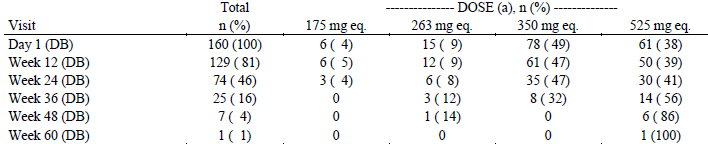 Total --------------- DOSE (a), n (%) --------------
Visit n (%) 175 mg eq. 263 mg eq. 350 mg eq. 525 mg eq.
Day 1 (DB) 160 (100) 6 ( 4) 15 ( 9) 78 (49) 61 (38)
Week 12 (DB) 129 (81) 6 (5) 12 ( 9) 61 (47) 50 (39)
Week 24 (DB) 74 (46) 3 (4) 6 ( 8) 35 (47) 30 (41)
Week 36 (DB) 25 (16) 0 3 (12) 8 (32) 14 (56)
Week 48 (DB) 7 ( 4) 0 1 (14) 0 6 (86)
Week 60 (DB) 1 ( 1) 0 0 0 1 (100)